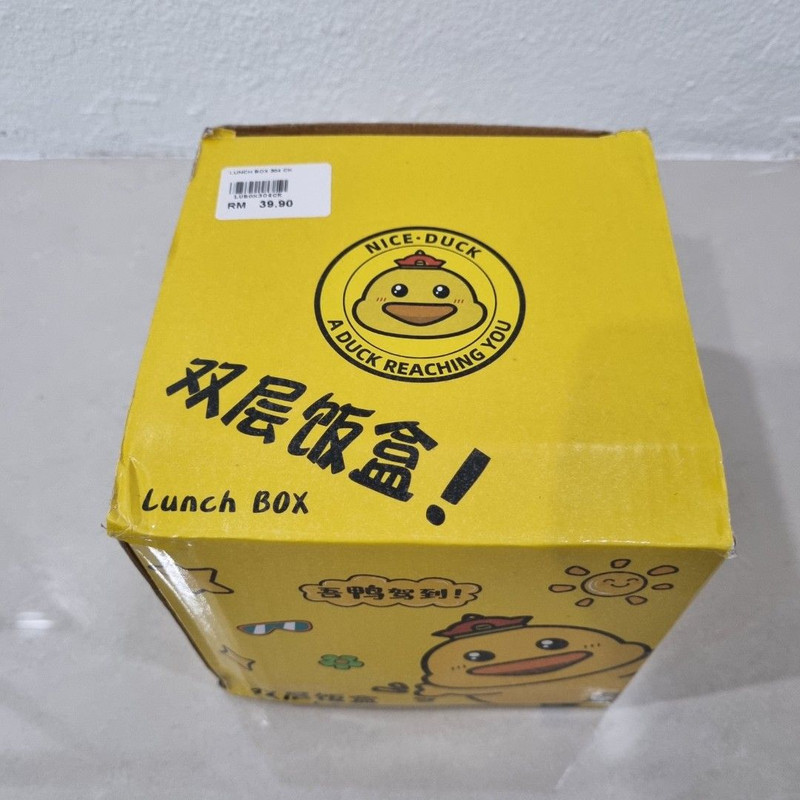 LUNCH BOX 304 CH
RM 39.90
NICE·DUCK
A DUCK REACHING YOU
双层饭盒!
Lunch BOX
吾鸭驾到!
双层饭盒